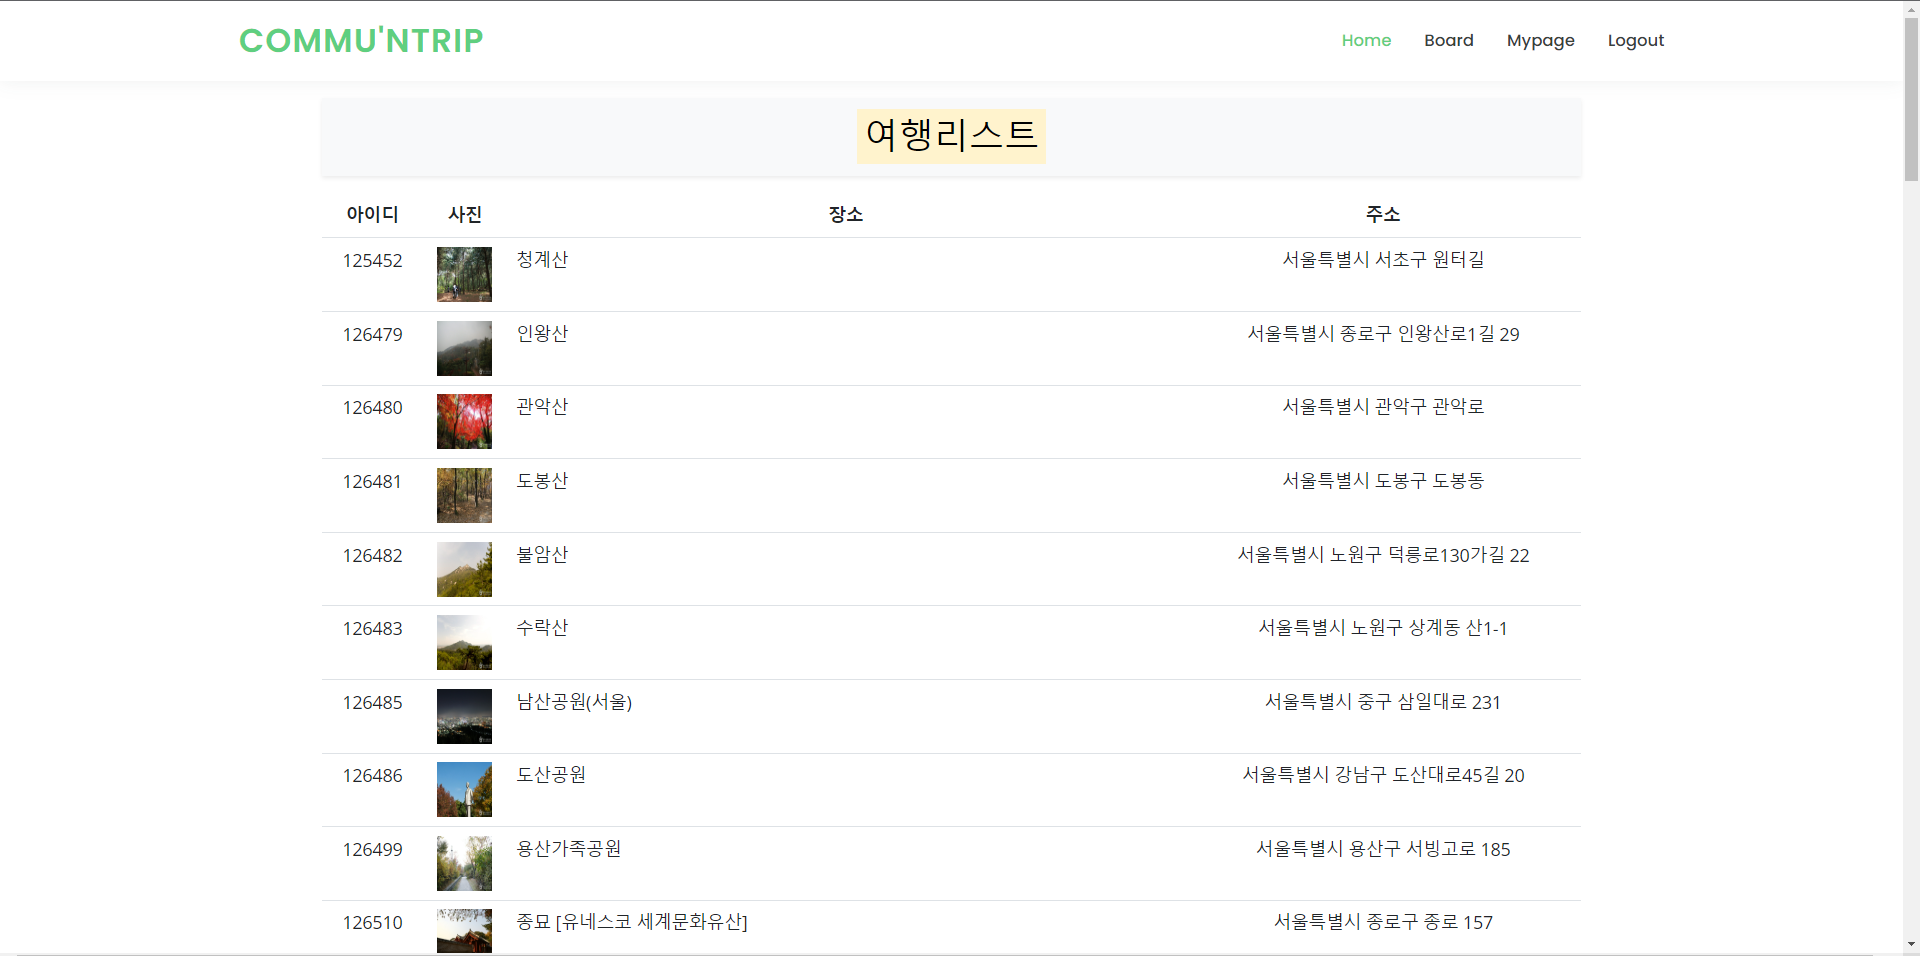 COMMU'NTRIP Home Board Mypage Logout
여행리스트
아이디 사진 장소 주소
125452 청계산 서울특별시 서초구 원터길
126479 인왕산 서울특별시 종로구 인왕산로1길 29
126480 관악산 서울특별시 관악구 관악로
126481 도봉산 서울특별시 도봉구 도봉동
126482 불암산 서울특별시 노원구 덕릉로130가길 22
126483 수락산 서울특별시 노원구 상계동 산1-1
126485 남산공원(서울) 서울특별시 중구 삼일대로 231
126486 도산공원 서울특별시 강남구 도산대로45길 20
126499 용산가족공원 서울특별시 용산구 서빙고로 185
126510 종묘 [유네스코 세계문화유산] 서울특별시 종로구 종로 157